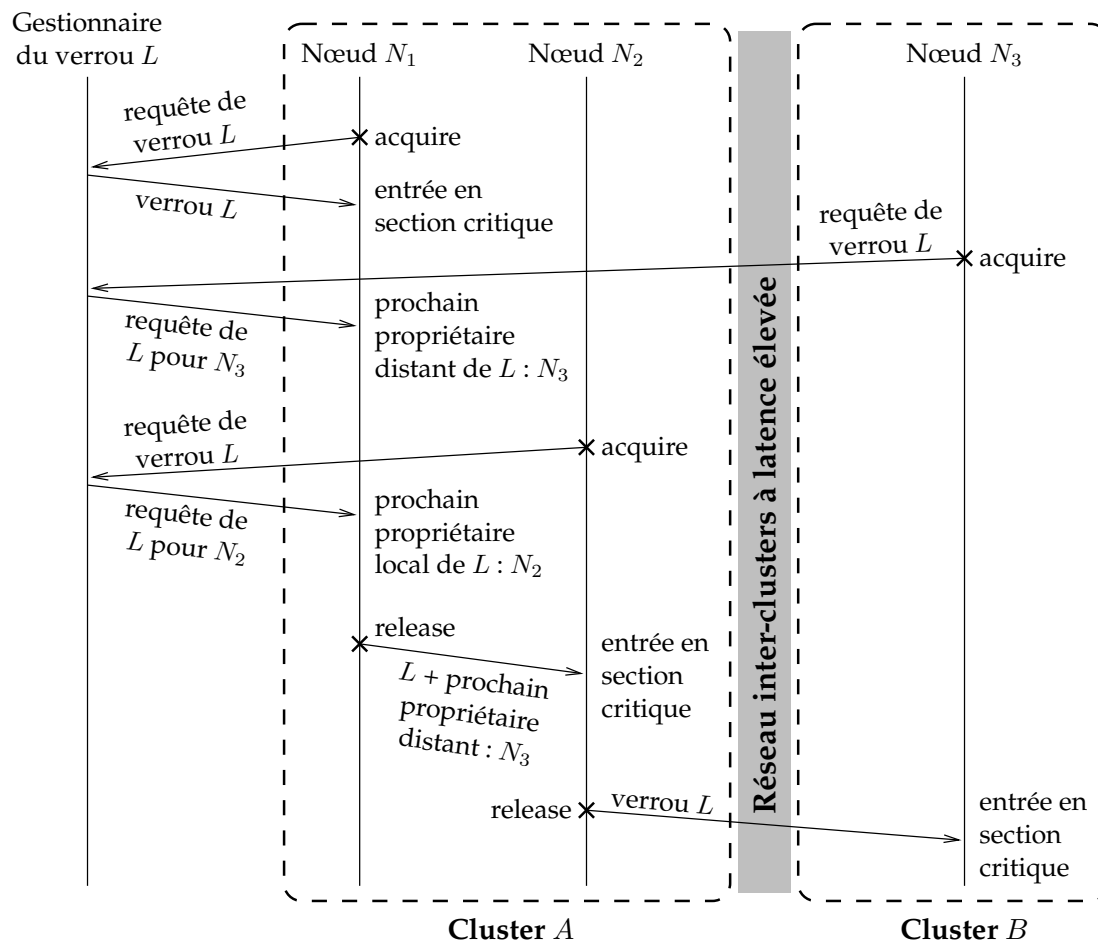 Gestionnaire
du verrou L
Nœud N₁
Nœud N₂
Nœud N₃
requête de
verrou L
acquire
verrou L
entrée en
section critique
requête de
verrou L
acquire
requête de
L pour N₃
prochain
propriétaire
distant de L : N₃
requête de
verrou L
acquire
requête de
L pour N₂
prochain
propriétaire
local de L : N₂
release
L + prochain
propriétaire
distant : N₃
entrée en
section
critique
release
verrou L
entrée en
section
critique
Réseau inter-clusters à latence élevée
Cluster A
Cluster B